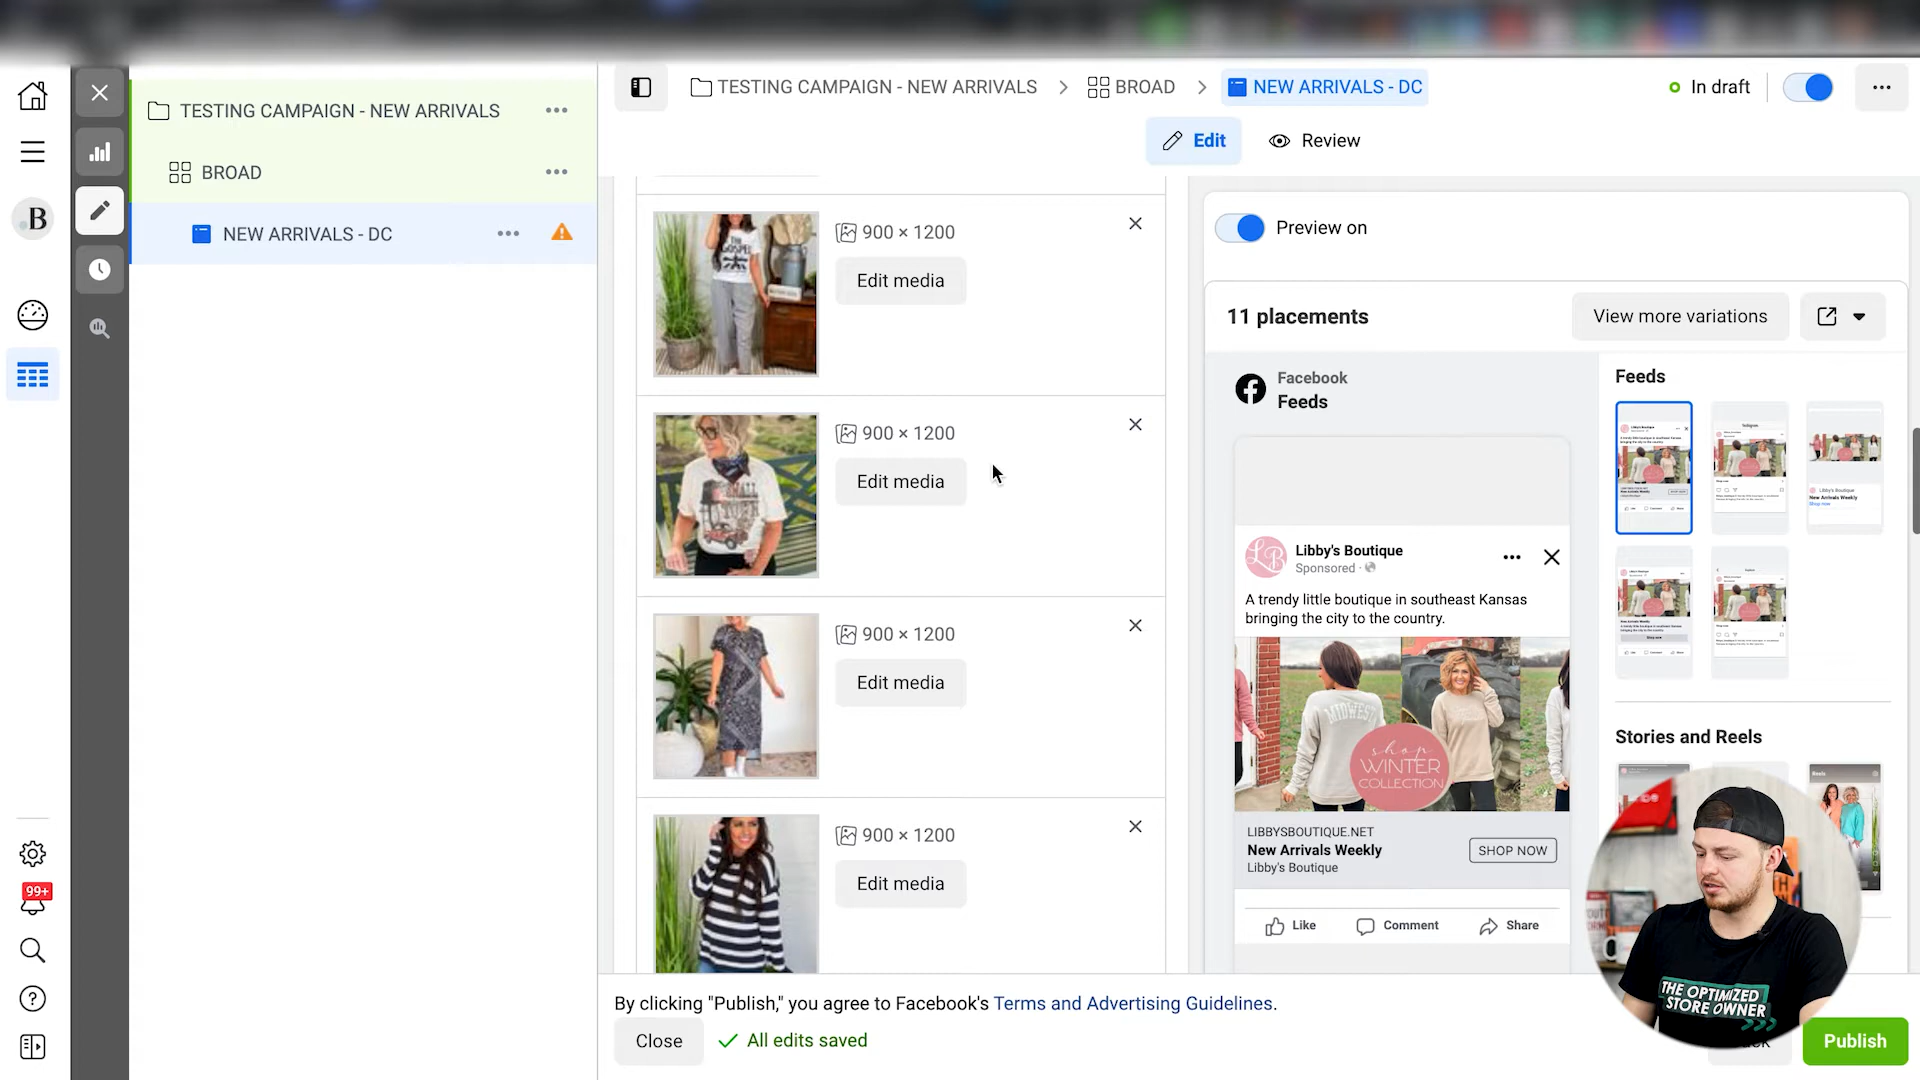 TESTING CAMPAIGN - NEW ARRIVALS
BROAD
NEW ARRIVALS - DC
.B
99+
TESTING CAMPAIGN - NEW ARRIVALS > BROAD > NEW ARRIVALS - DC
In draft
Edit
Review
900 × 1200
Edit media
900 × 1200
Edit media
900 × 1200
Edit media
900 × 1200
Edit media
Preview on
11 placements
View more variations
Facebook
Feeds
Libby's Boutique
Sponsored ·
A trendy little boutique in southeast Kansas
bringing the city to the country.
MIDWEST
shop
WINTER
COLLECTION
LIBBYSBOUTIQUE.NET
New Arrivals Weekly
Libby's Boutique
SHOP NOW
Like
Comment
Share
Feeds
Stories and Reels
THE OPTIMIZED
STORE OWNER
By clicking "Publish," you agree to Facebook's Terms and Advertising Guidelines.
Close
All edits saved
Publish